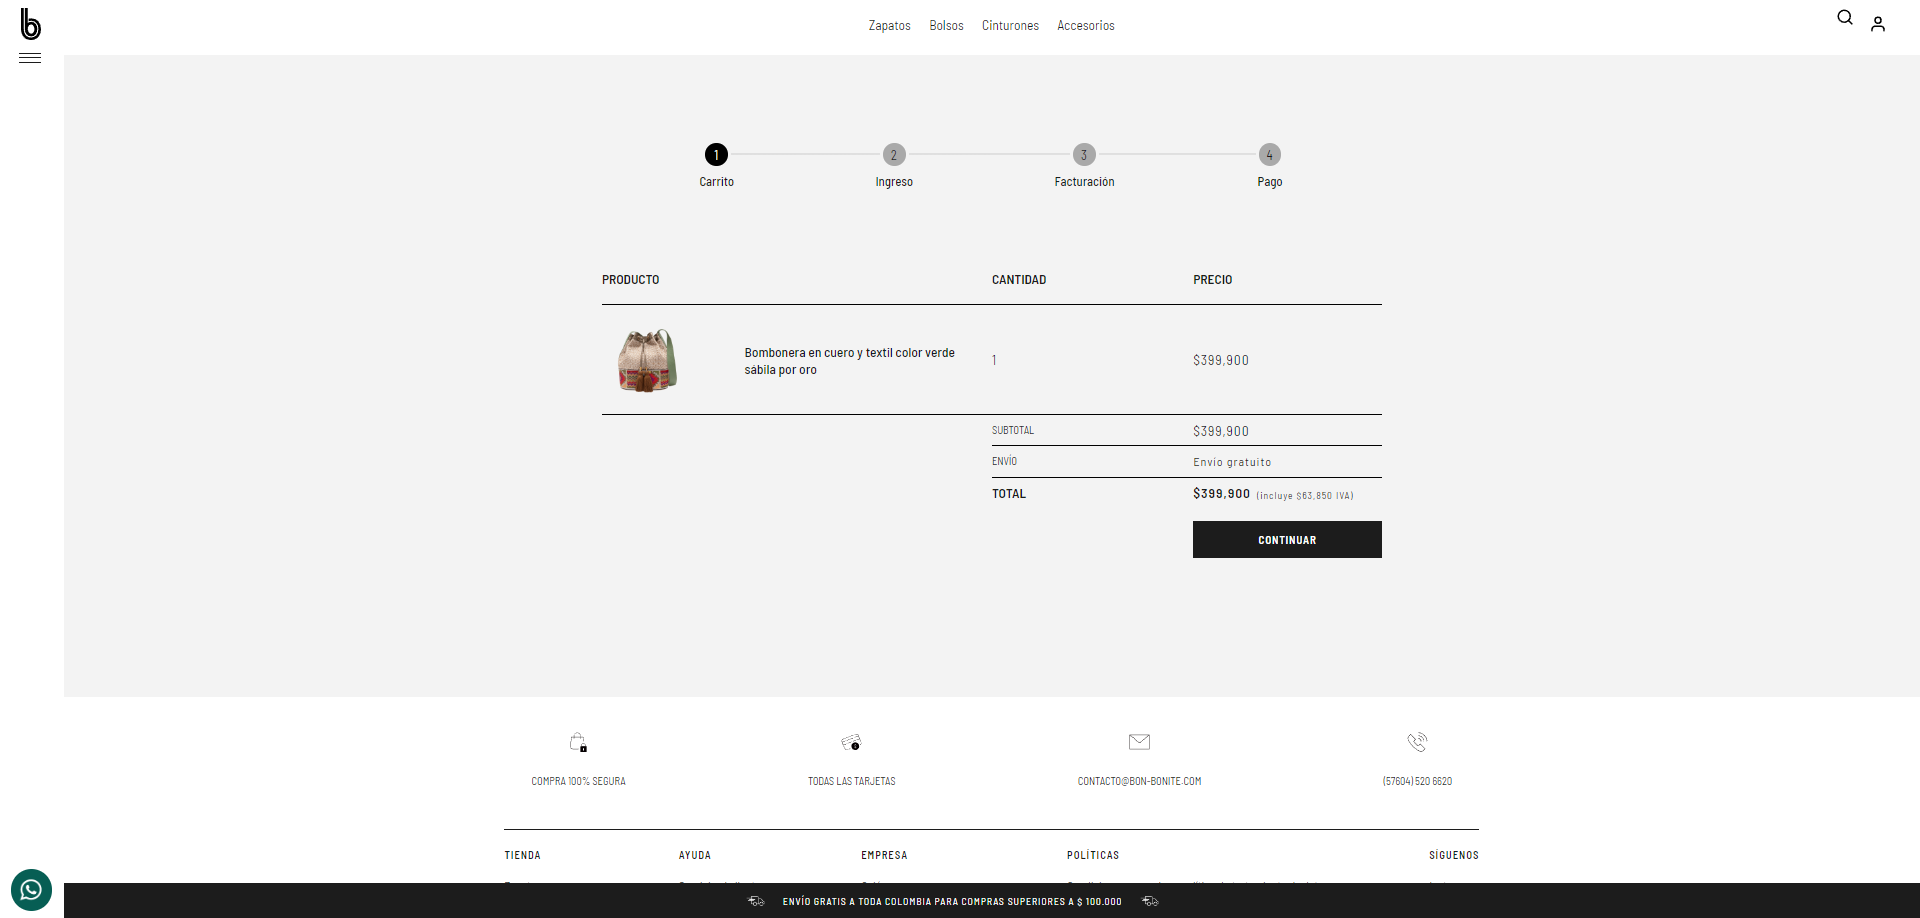 b
Zapatos Bolsos Cinturones Accesorios
1 2 3 4
Carrito Ingreso Facturación Pago
PRODUCTO CANTIDAD PRECIO
Bombonera en cuero y textil color verde
sábila por oro
1 $399,900
SUBTOTAL $399,900
ENVÍO Envío gratuito
TOTAL $399,900 (incluye $63,850 IVA)
CONTINUAR
COMPRA 100% SEGURA TODAS LAS TARJETAS CONTACTO@BON-BONITE.COM (57604) 520 6620
TIENDA AYUDA EMPRESA POLÍTICAS SÍGUENOS
ENVÍO GRATIS A TODA COLOMBIA PARA COMPRAS SUPERIORES A $ 100.000